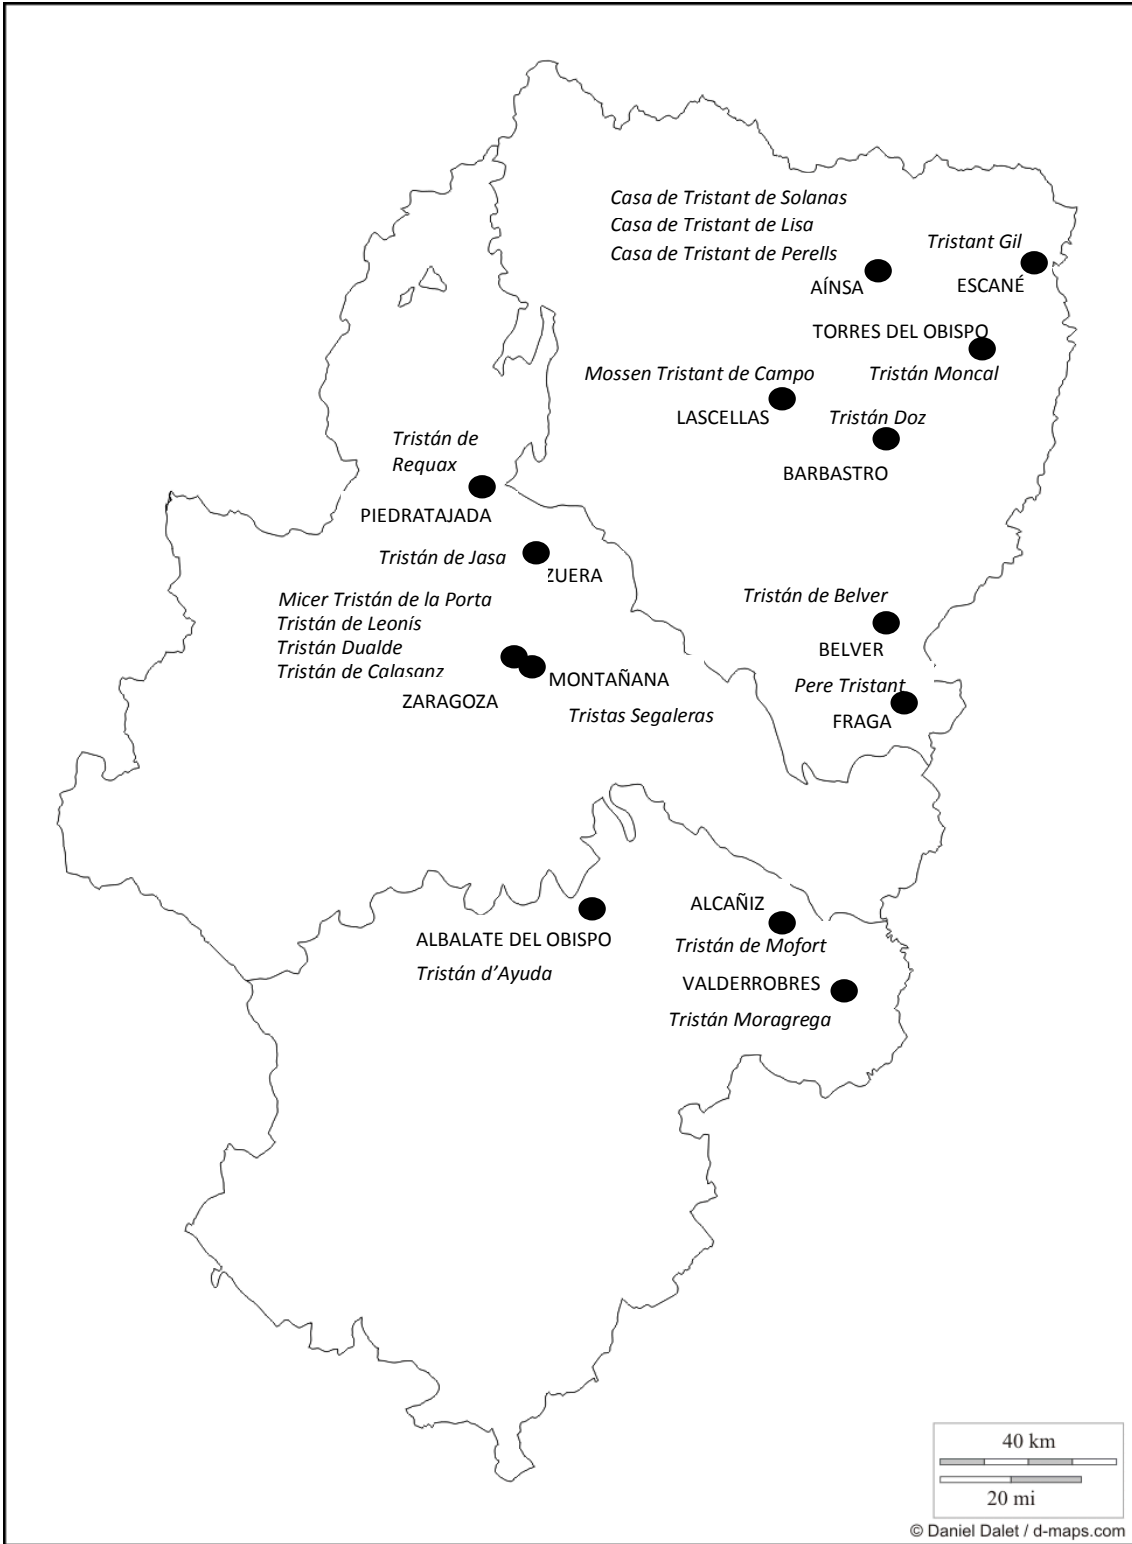 Casa de Tristant de Solanas
Casa de Tristant de Lisa
Casa de Tristant de Perells
AÍNSA
Tristant Gil
ESCANÉ
TORRES DEL OBISPO
Tristán Moncal
Mossen Tristant de Campo
LASCELLAS
Tristán Doz
BARBASTRO
Tristán de
Requax
PIEDRATAJADA
Tristán de Jasa
ZUERA
Micer Tristán de la Porta
Tristán de Leonís
Tristán Dualde
Tristán de Calasanz
ZARAGOZA
MONTAÑANA
Tristas Segaleras
Tristán de Belver
BELVER
Pere Tristant
FRAGA
ALBALATE DEL OBISPO
Tristán d’Ayuda
ALCAÑIZ
Tristán de Mofort
VALDERROBRES
Tristán Moragrega
40 km
20 mi
© Daniel Dalet / d-maps.com